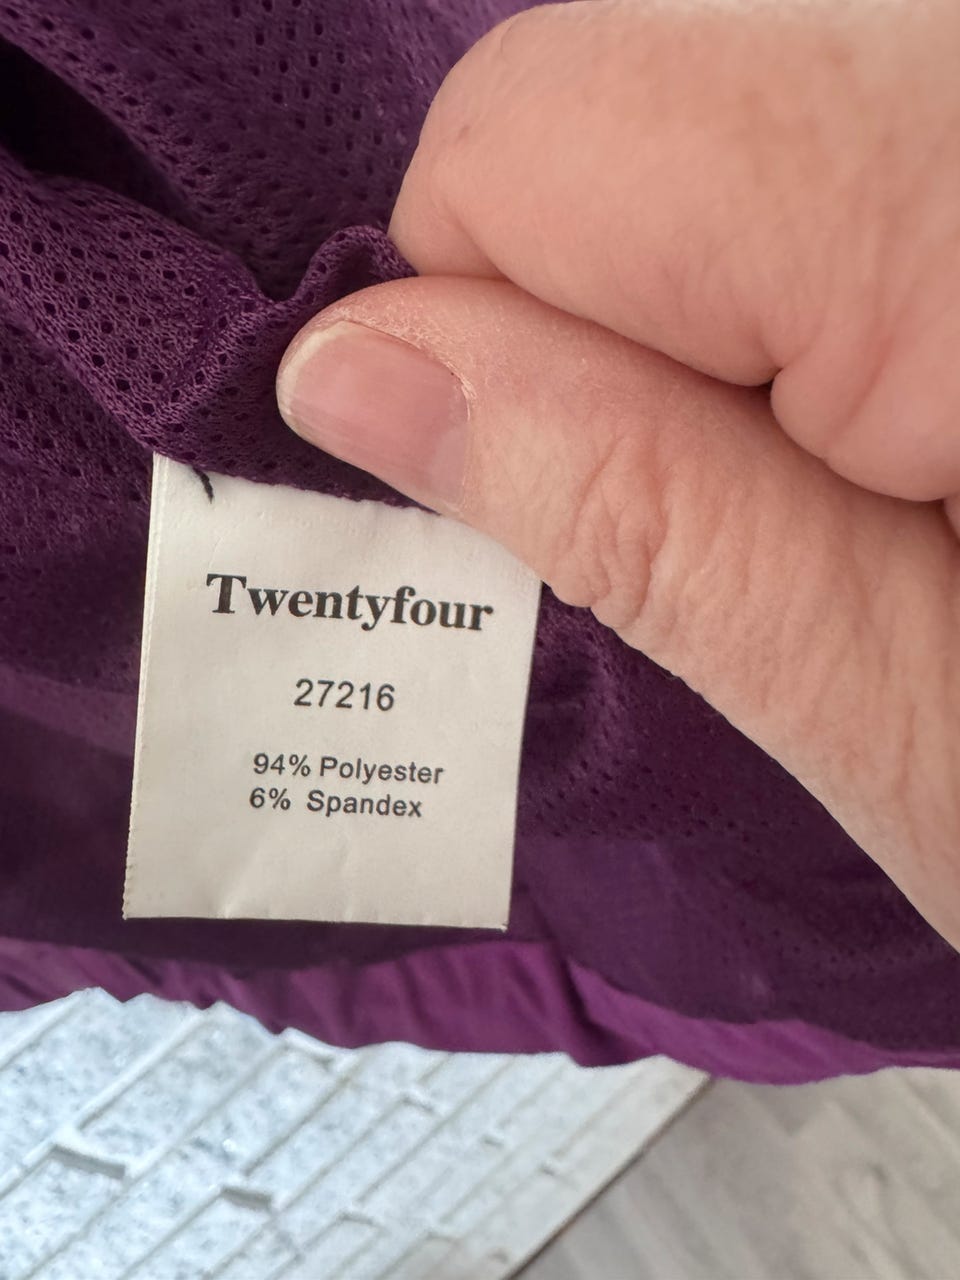 Twentyfour
27216
94% Polyester
6% Spandex